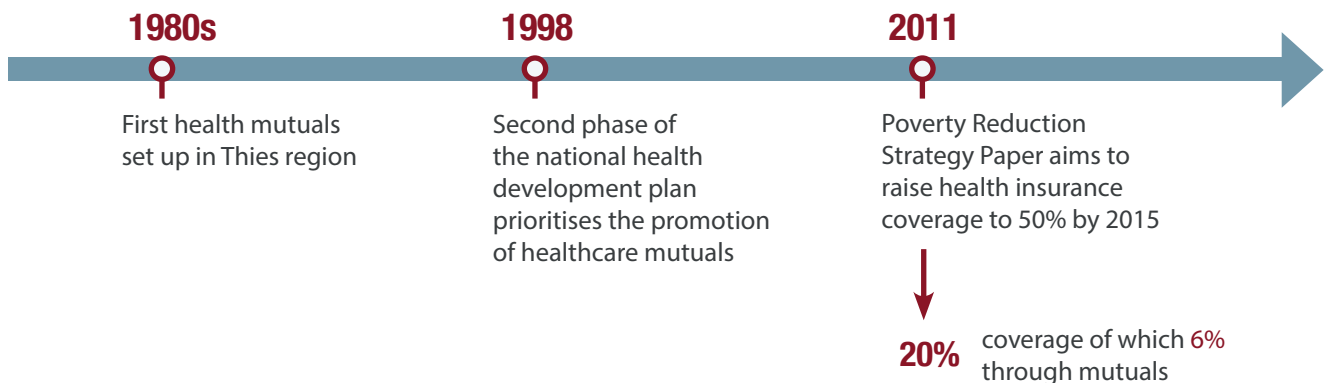 1980s
First health mutuals
set up in Thies region
1998
Second phase of
the national health
development plan
prioritises the promotion
of healthcare mutuals
2011
Poverty Reduction
Strategy Paper aims to
raise health insurance
coverage to 50% by 2015
20%
coverage of which 6%
through mutuals